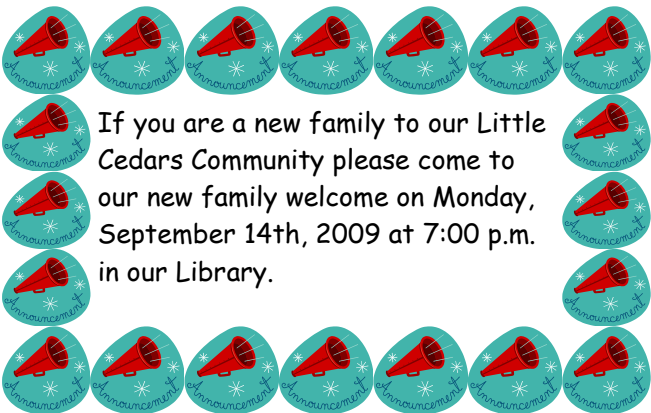 Announcement Announcement Announcement Announcement Announcement Announcement Announcement
Announcement If you are a new family to our Little Announcement
Cedars Community please come to
Announcement our new family welcome on Monday, Announcement
September 14th, 2009 at 7:00 p.m.
Announcement in our Library. Announcement
Announcement Announcement Announcement Announcement Announcement Announcement Announcement